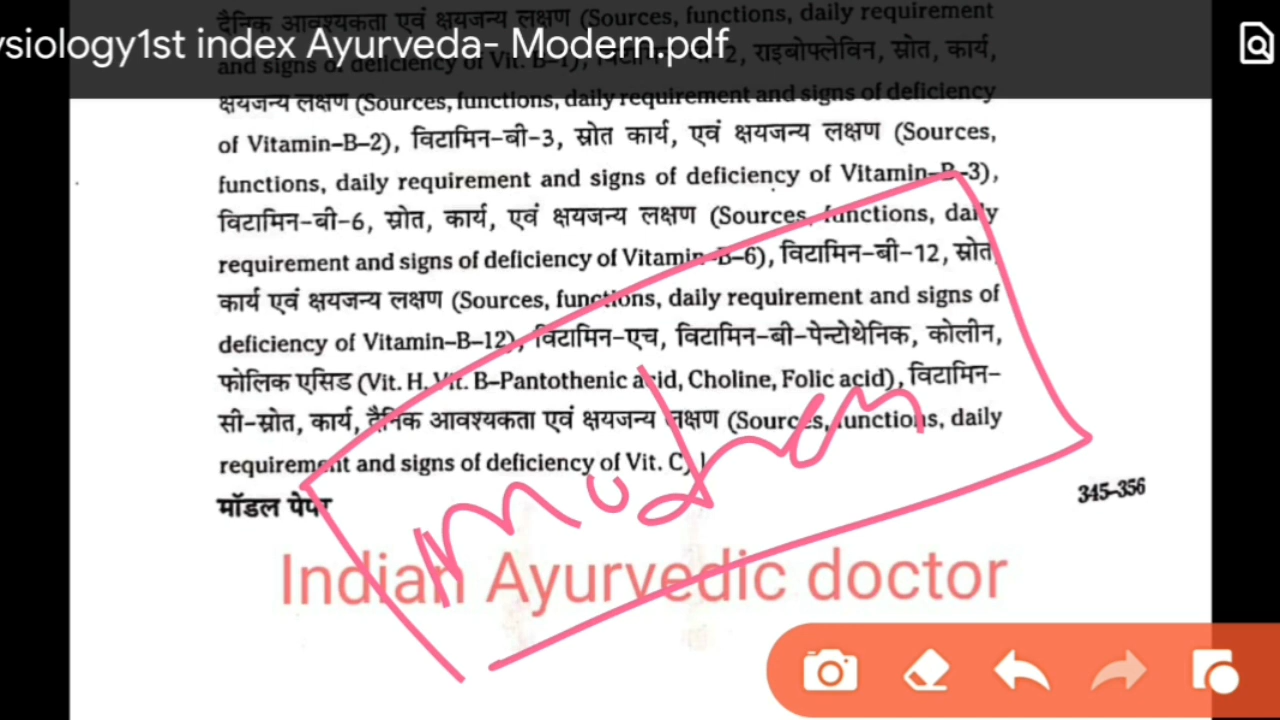 दैनिक आवश्यकता एवं क्षयजन्य लक्षण (Sources, functions, daily requirement
ysiology1st index Ayurveda- Modern.pdf
and signs of deficiency of Vit. B-1), विटामिन-बी-2, राइबोफ्लेविन, स्रोत, कार्य,
क्षयजन्य लक्षण (Sources, functions, daily requirement and signs of deficiency
of Vitamin-B-2), विटामिन-बी-3, स्रोत कार्य, एवं क्षयजन्य लक्षण (Sources,
functions, daily requirement and signs of deficiency of Vitamin-B-3),
विटामिन-बी-6, स्रोत, कार्य, एवं क्षयजन्य लक्षण (Sources, functions, daily
requirement and signs of deficiency of Vitamin-B-6), विटामिन-बी-12, स्रोत,
कार्य एवं क्षयजन्य लक्षण (Sources, functions, daily requirement and signs of
deficiency of Vitamin-B-12), विटामिन-एच, विटामिन-बी-पेन्टोथेनिक, कोलीन,
फोलिक एसिड (Vit. H, Vit. B-Pantothenic acid, Choline, Folic acid), विटामिन-
सी-स्रोत, कार्य, दैनिक आवश्यकता एवं क्षयजन्य लक्षण (Sources, functions, daily
requirement and signs of deficiency of Vit. C)।
मॉडल पेपर 345-356
Modern
Indian Ayurvedic doctor